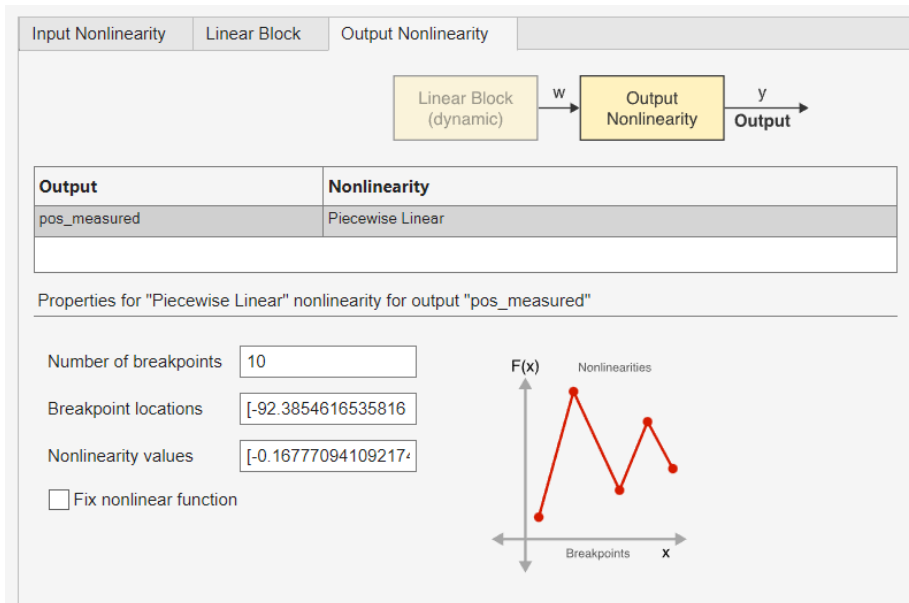 Input Nonlinearity Linear Block Output Nonlinearity
Linear Block
(dynamic)
w
Output
Nonlinearity
y
Output
Output Nonlinearity
pos_measured Piecewise Linear
Properties for "Piecewise Linear" nonlinearity for output "pos_measured"
Number of breakpoints 10
Breakpoint locations [-92.3854616535816
Nonlinearity values [-0.16777094109217
Fix nonlinear function
F(x)
Nonlinearities
Breakpoints
x